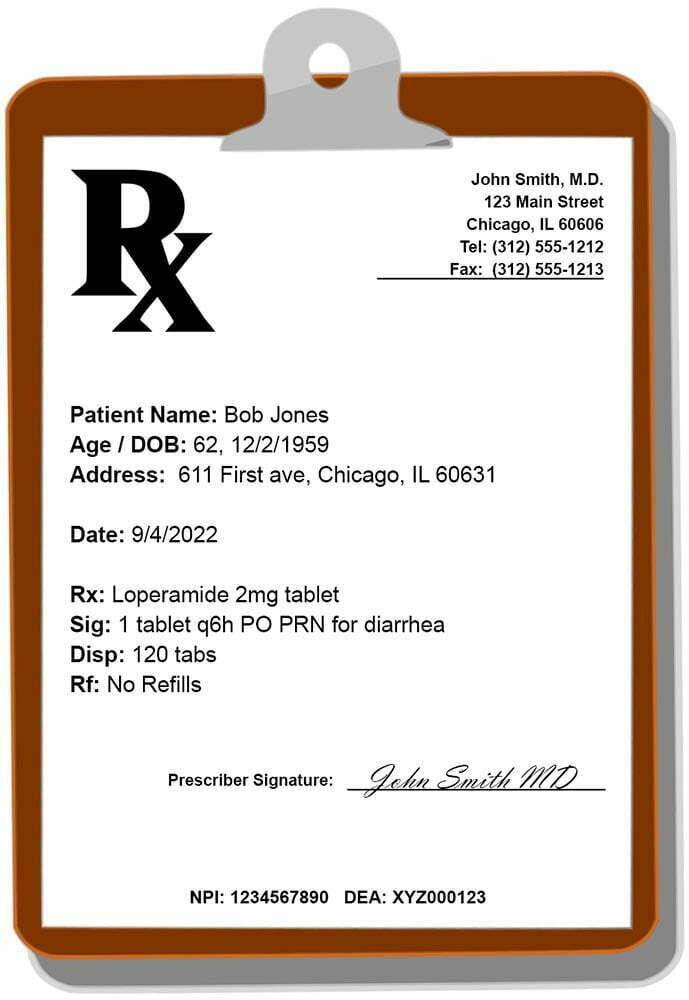 Rx
John Smith, M.D.
123 Main Street
Chicago, IL 60606
Tel: (312) 555-1212
Fax:  (312) 555-1213
Patient Name: Bob Jones
Age / DOB: 62, 12/2/1959
Address:  611 First ave, Chicago, IL 60631
Date: 9/4/2022
Rx: Loperamide 2mg tablet
Sig: 1 tablet q6h PO PRN for diarrhea
Disp: 120 tabs
Rf: No Refills
Prescriber Signature: John Smith MD
NPI: 1234567890   DEA: XYZ000123